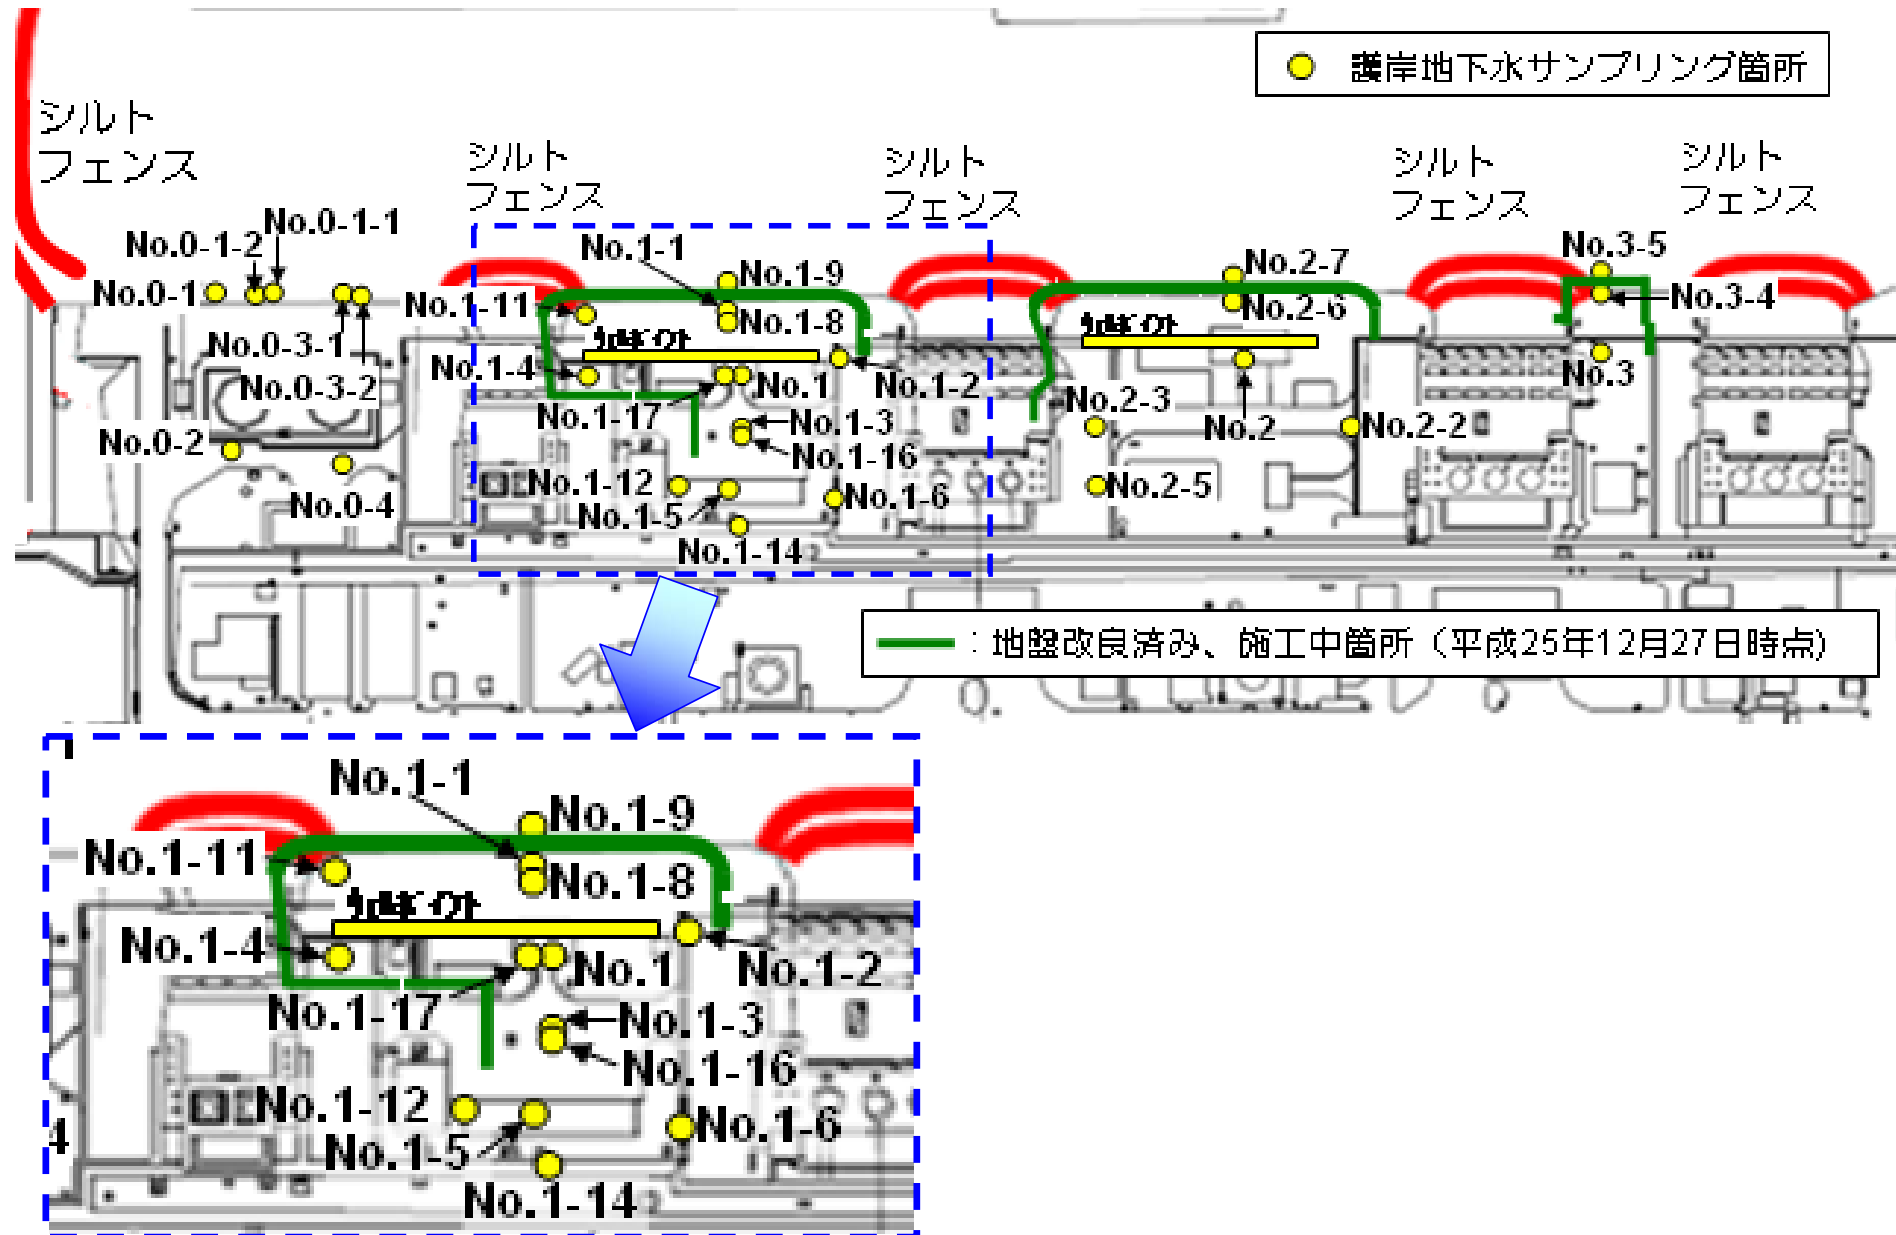 護岸地下水サンプリング箇所
シルト
フェンス
シルト
フェンス
シルト
フェンス
シルト
フェンス
シルト
フェンス
No.0-1-1
No.0-1-2
No.0-1
No.0-3-1
No.0-3-2
No.0-2
No.0-4
No.1-1
No.1-9
No.1-11
No.1-8
No.1-4
No.1
No.1-2
No.1-17
No.1-3
No.1-16
No.1-12
No.1-5
No.1-6
No.1-14
No.2-7
No.2-6
No.2-3
No.2
No.2-2
No.2-5
No.3-5
No.3-4
No.3
：地盤改良済み、施工中箇所（平成25年12月27日時点)
No.1-1
No.1-9
No.1-11
No.1-8
No.1-4
No.1
No.1-2
No.1-17
No.1-3
No.1-16
No.1-12
No.1-5
No.1-6
No.1-14
4